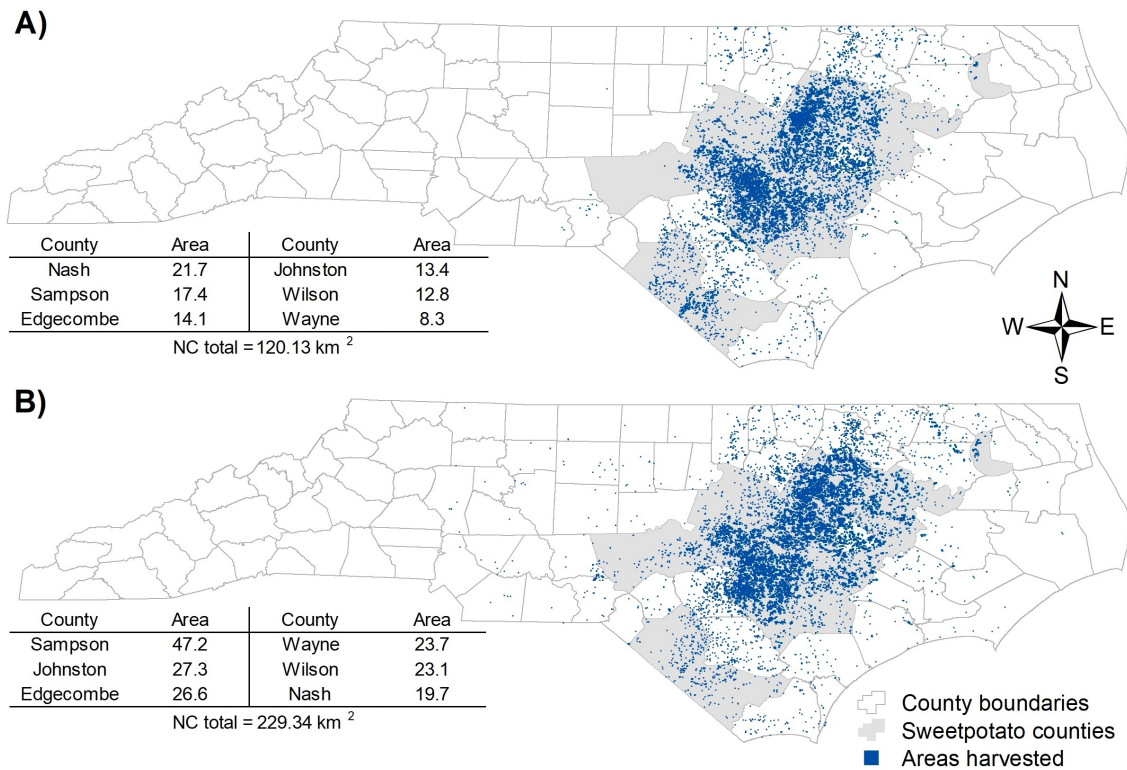 A)
County Area County Area
Nash 21.7 Johnston 13.4
Sampson 17.4 Wilson 12.8
Edgecombe 14.1 Wayne 8.3
NC total = 120.13 km 2
N
W E
S
B)
County Area County Area
Sampson 47.2 Wayne 23.7
Johnston 27.3 Wilson 23.1
Edgecombe 26.6 Nash 19.7
NC total = 229.34 km 2
County boundaries
Sweetpotato counties
Areas harvested